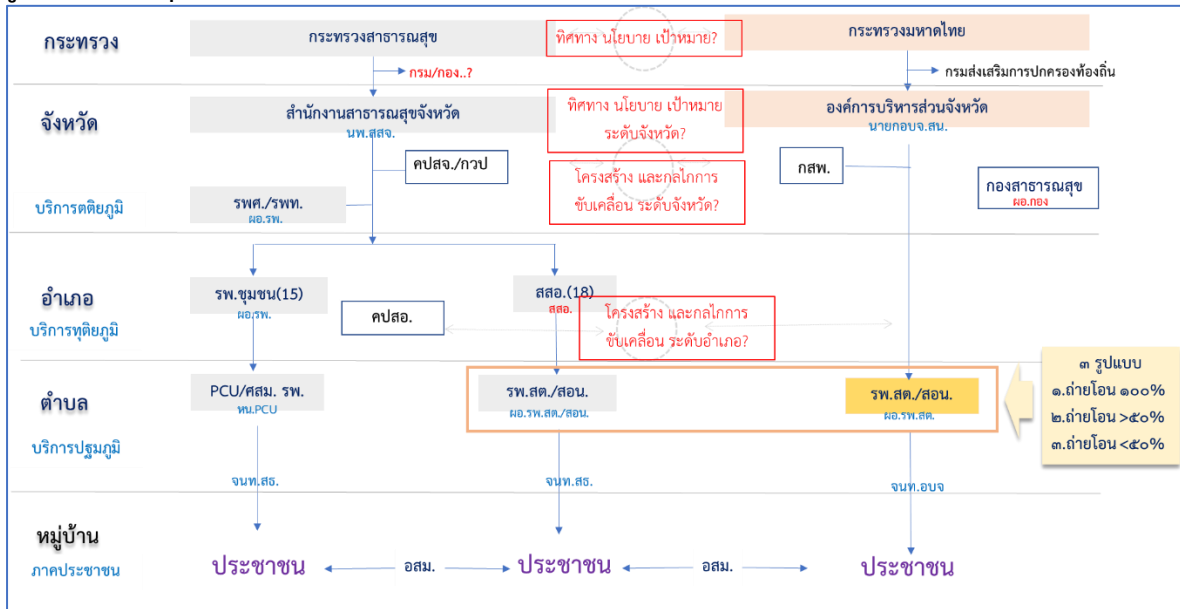 กระทรวง
กระทรวงสาธารณสุข
ทิศทาง นโยบาย เป้าหมาย?
กระทรวงมหาดไทย
กรม/กอง..?
กรมส่งเสริมการปกครองท้องถิ่น
จังหวัด
สำนักงานสาธารณสุขจังหวัด
นพ.สสจ.
ทิศทาง นโยบาย เป้าหมาย
ระดับจังหวัด?
องค์การบริหารส่วนจังหวัด
นายกอบจ.สน.
คปสจ./กวป
โครงสร้าง และกลไกการ
ขับเคลื่อน ระดับจังหวัด?
กสพ.
กองสาธารณสุข
ผอ.กอง
บริการตติยภูมิ
รพศ./รพท.
ผอ.รพ.
อำเภอ
บริการทุติยภูมิ
รพ.ชุมชน(15)
ผอ.รพ.
คปสอ.
สสอ.(18)
สสอ.
โครงสร้าง และกลไกการ
ขับเคลื่อน ระดับอำเภอ?
ตำบล
บริการปฐมภูมิ
PCU/ศสม. รพ.
หน.PCU
รพ.สต./สอน.
ผอ.รพ.สต./สอน.
รพ.สต./สอน.
ผอ.รพ.สต.
๓ รูปแบบ
๑.ถ่ายโอน ๑๐๐%
๒.ถ่ายโอน >๕๐%
๓.ถ่ายโอน <๕๐%
จนท.สธ.
จนท.สธ.
จนท.อบจ
หมู่บ้าน
ภาคประชาชน
ประชาชน
อสม.
ประชาชน
อสม.
ประชาชน